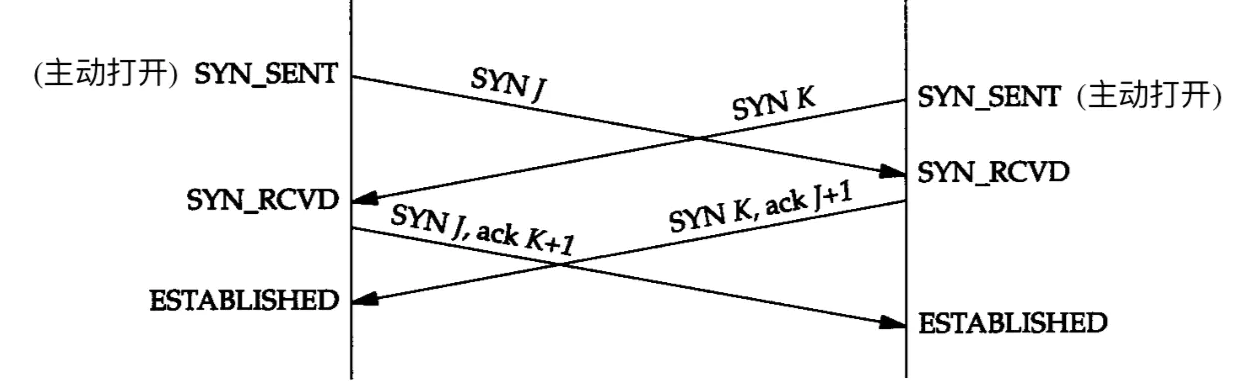 (主动打开) SYN_SENT
SYN J
SYN K
SYN_SENT (主动打开)
SYN_RCVD
SYN_RCVD
SYN J, ack K+1
SYN K, ack J+1
ESTABLISHED
ESTABLISHED